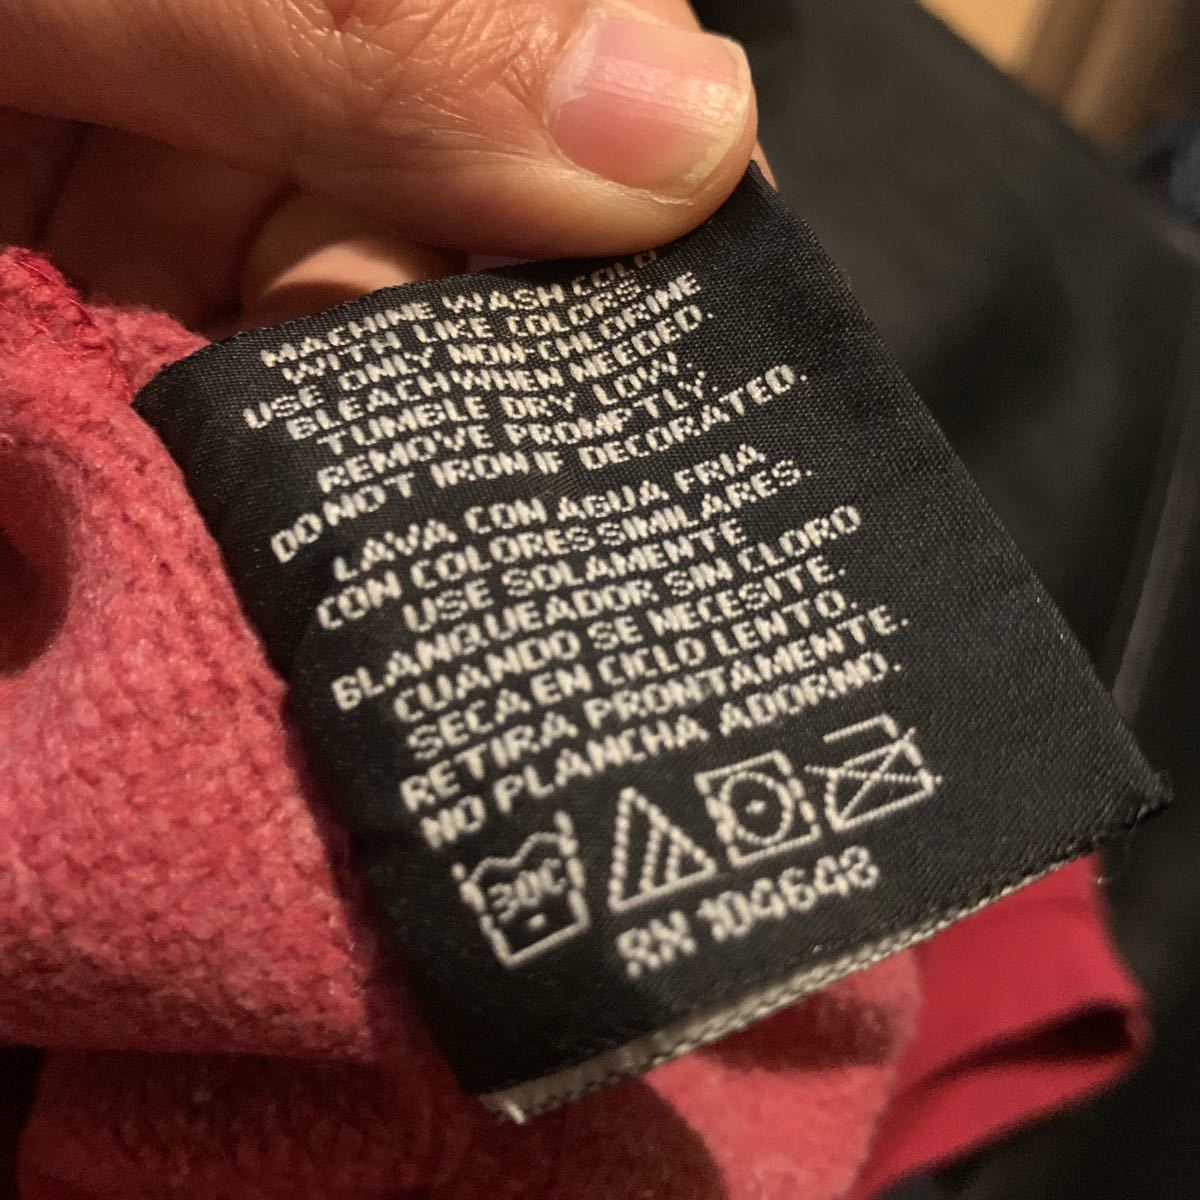 MACHINE WASH COLD
WITH LIKE COLORS
USE ONLY NON-CHLORINE
BLEACH WHEN NEEDED.
TUMBLE DRY LOW.
REMOVE PROMPTLY.
DO NOT IRON IF DECORATED.
LAVA CON AGUA FRIA
CON COLORES SIMILARES.
USE SOLAMENTE
BLANQUEADOR SIN CLORO
CUANDO SE NECESITE.
SECA EN CICLO LENTO.
RETIRA PRONTAMENTE.
NO PLANCHA ADORNO.
30C
RN 104648